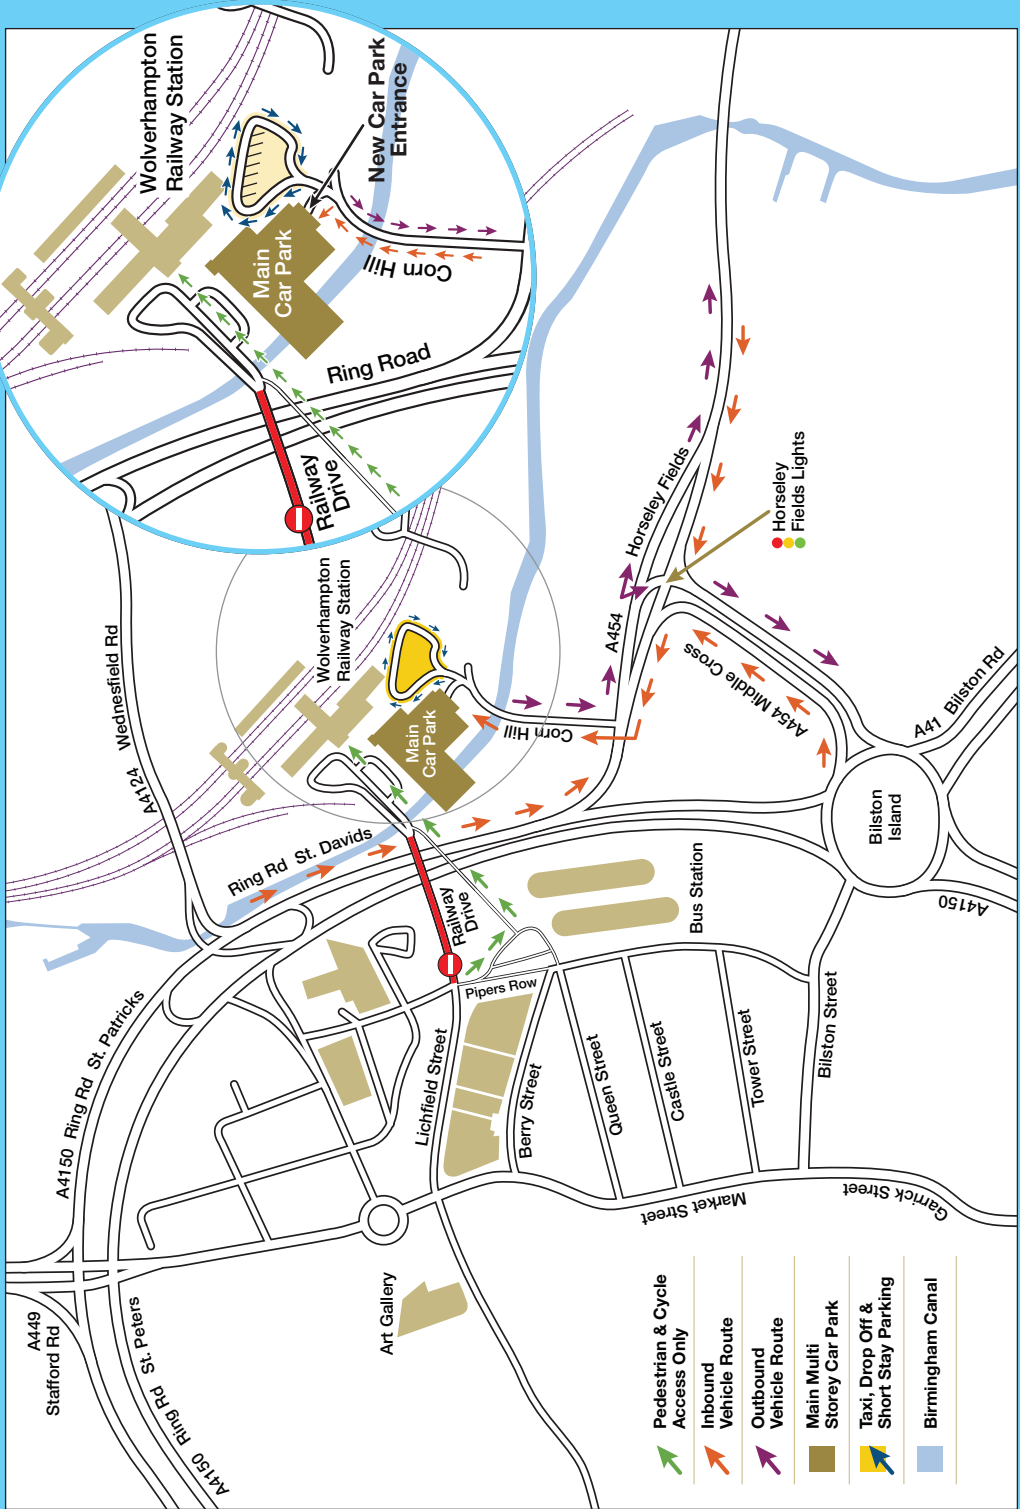 Wolverhampton
Railway Station
New Car Park
Entrance
Main
Car Park
Corn Hill
Ring Road
Railway
Drive
Wednesfield Rd
A4124
Wolverhampton
Railway Station
Main
Car Park
Corn Hill
Horseley Fields
A454
Horseley
Fields Lights
A454 Middle Cross
A41 Bilston Rd
Bilston
Island
A4150
Ring Rd St. Davids
Railway
Drive
Pipers Row
Bus Station
A4150 Ring Rd St. Patricks
Lichfield Street
Berry Street
Queen Street
Castle Street
Tower Street
Bilston Street
Market Street
Garrick Street
Art Gallery
A449
Stafford Rd
A4150 Ring Rd St. Peters
Pedestrian & Cycle
Access Only
Inbound
Vehicle Route
Outbound
Vehicle Route
Main Multi
Storey Car Park
Taxi, Drop Off &
Short Stay Parking
Birmingham Canal